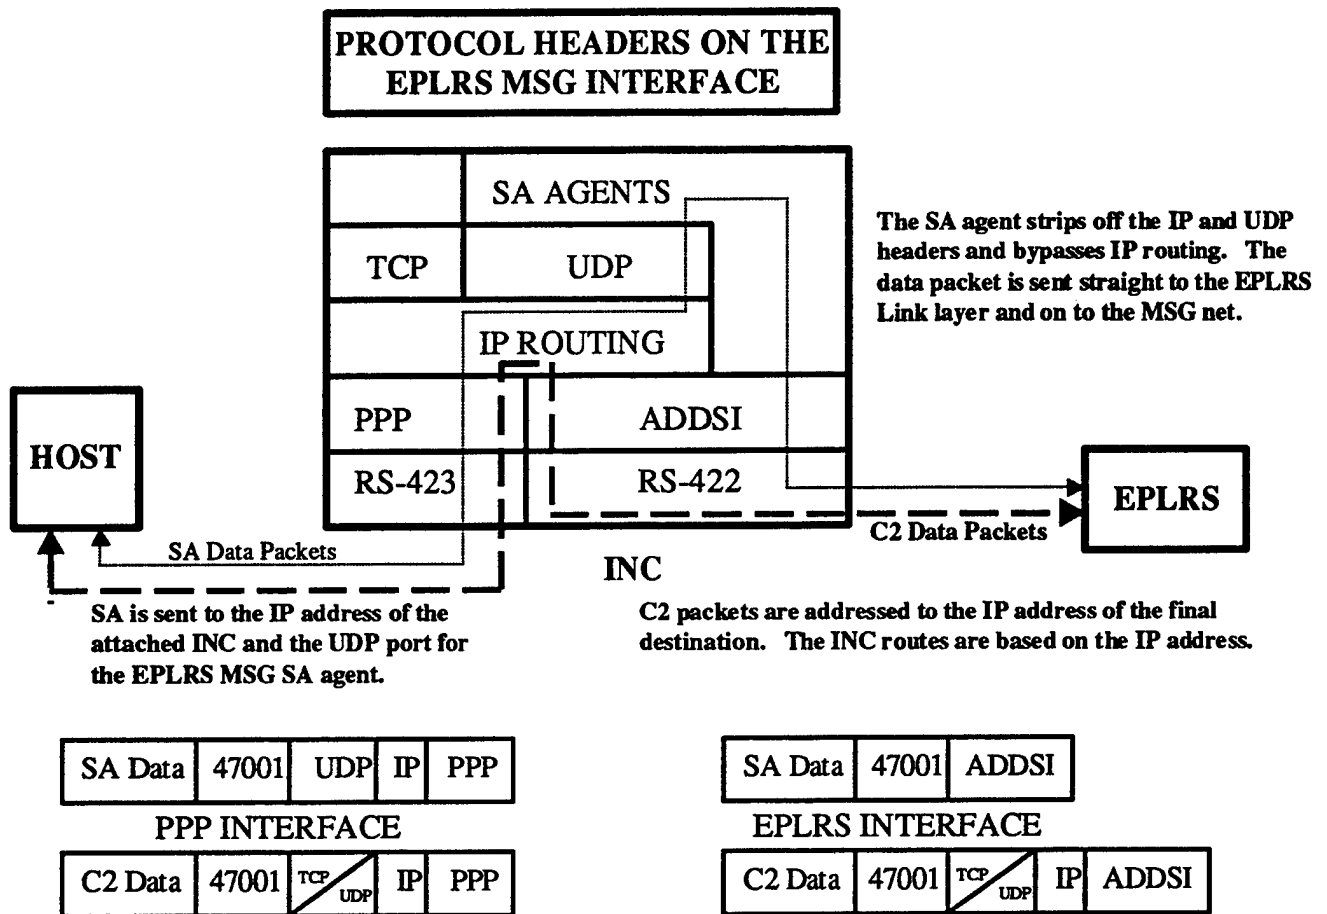 PROTOCOL HEADERS ON THE
EPLRS MSG INTERFACE
SA AGENTS
TCP
UDP
IP ROUTING
PPP
ADDSI
RS-423
RS-422
The SA agent strips off the IP and UDP
headers and bypasses IP routing. The
data packet is sent straight to the EPLRS
Link layer and on to the MSG net.
HOST
EPLRS
SA Data Packets
C2 Data Packets
INC
SA is sent to the IP address of the
attached INC and the UDP port for
the EPLRS MSG SA agent.
C2 packets are addressed to the IP address of the final
destination. The INC routes are based on the IP address.
SA Data 47001 UDP IP PPP
PPP INTERFACE
C2 Data 47001 TCP UDP IP PPP
SA Data 47001 ADDSI
EPLRS INTERFACE
C2 Data 47001 TCP UDP IP ADDSI